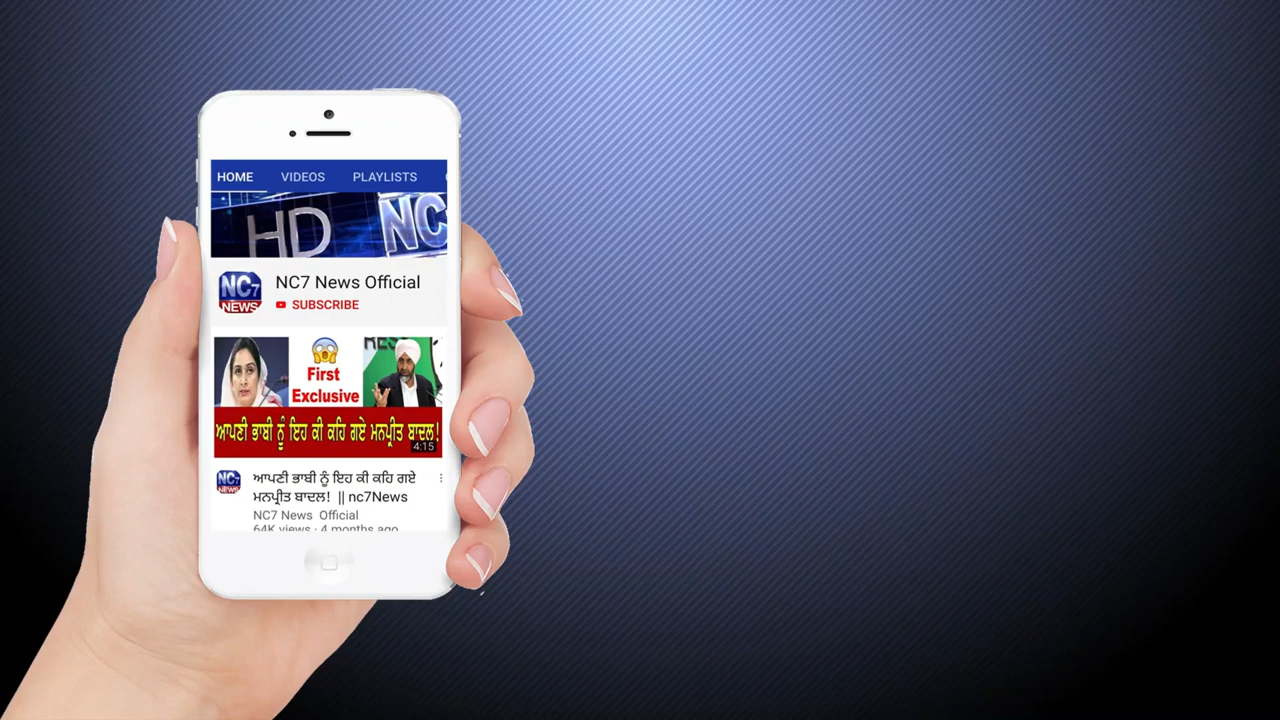 HOME VIDEOS PLAYLISTS
HD NC
NC7 NEWS
NC7 News Official
SUBSCRIBE
First
Exclusive
ਆਪਣੀ ਭਾਬੀ ਨੂੰ ਇਹ ਕੀ ਕਹਿ ਗਏ ਮਨਪ੍ਰੀਤ ਬਾਦਲ!
4:15
NC7 NEWS
ਆਪਣੀ ਭਾਬੀ ਨੂੰ ਇਹ ਕੀ ਕਹਿ ਗਏ
ਮਨਪ੍ਰੀਤ ਬਾਦਲ! || nc7News
NC7 News Official
64K views · 4 months ago